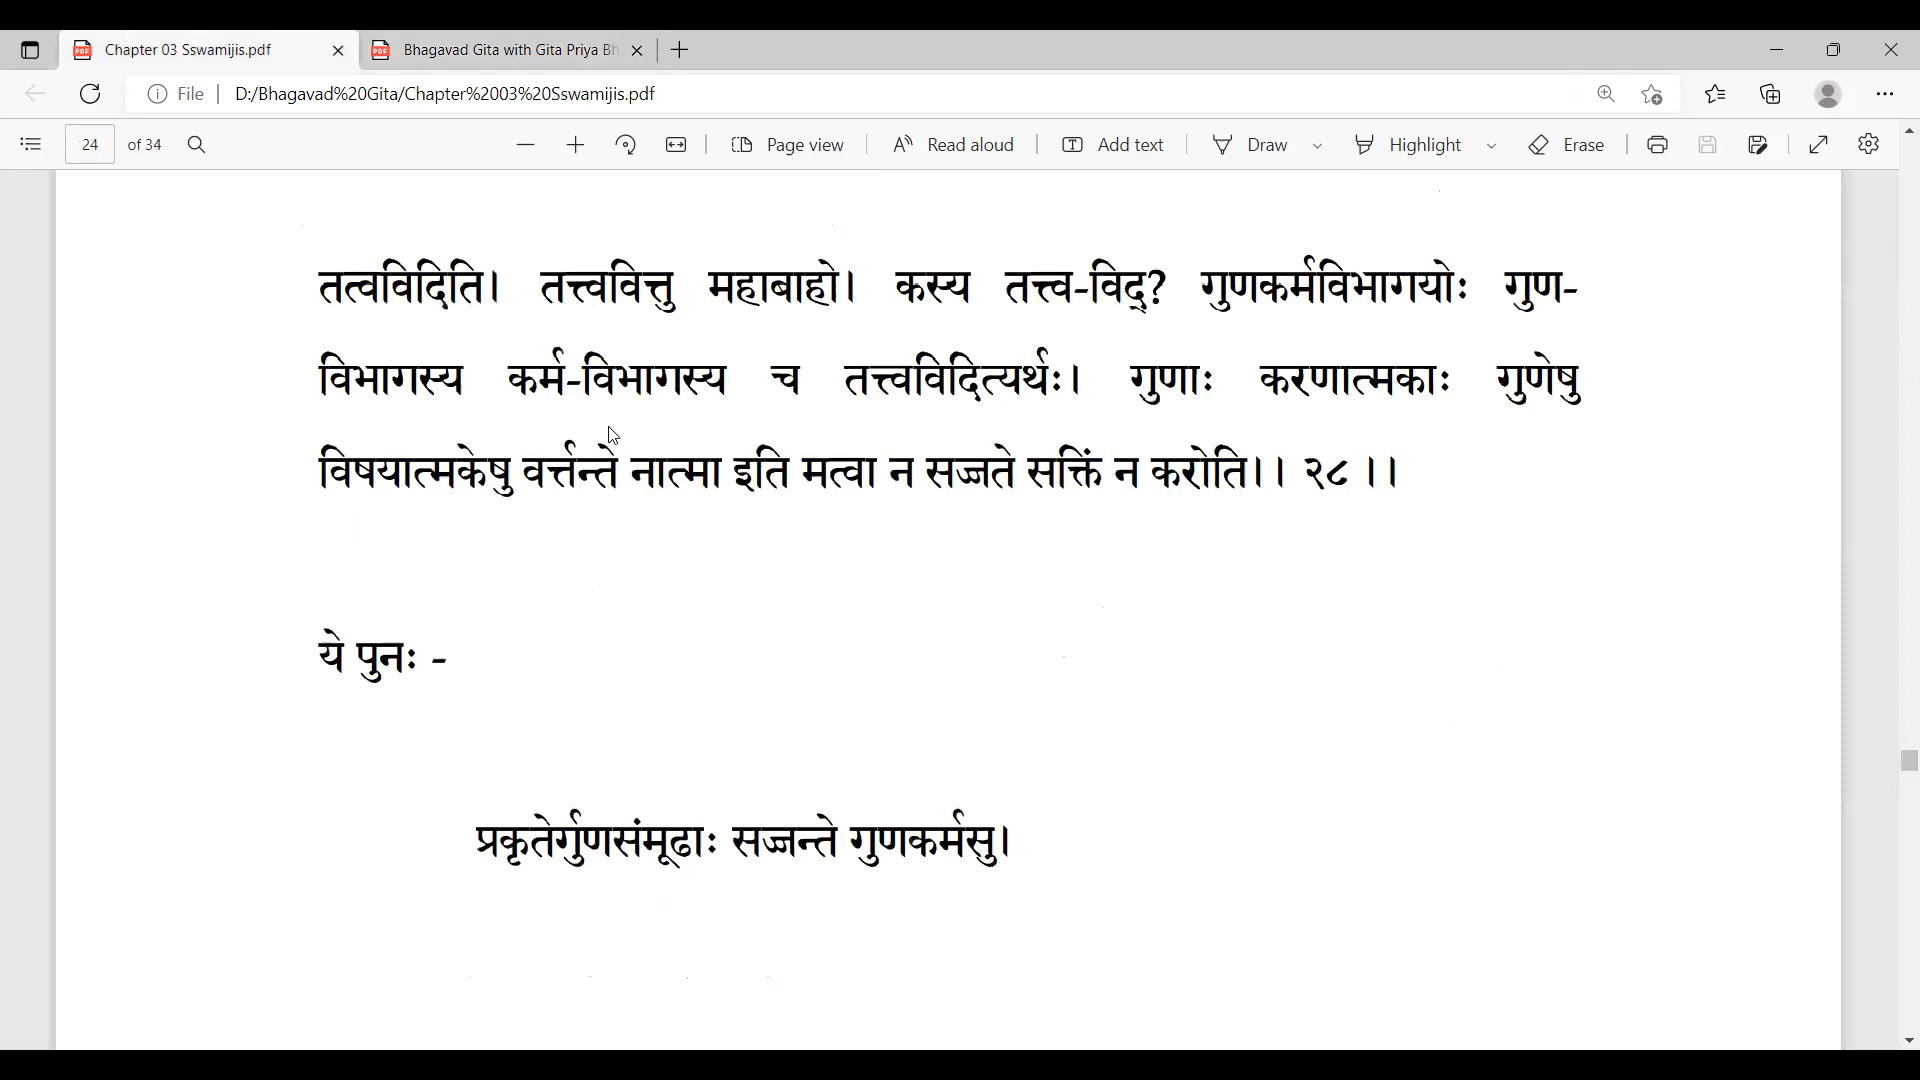 Chapter 03 Sswamijis.pdf
Bhagavad Gita with Gita Priya Bh
File
D:/Bhagavad%20Gita/Chapter%2003%20Sswamijis.pdf
24 of 34
Page view
Read aloud
Add text
Draw
Highlight
Erase
तत्वविदिति। तत्त्ववित्तु महाबाहो। कस्य तत्त्व-विद्? गुणकर्मविभागयोः गुण-
विभागस्य कर्म-विभागस्य च तत्त्वविदित्यर्थः। गुणाः करणात्मकाः गुणेषु
विषयात्मकेषु वर्त्तन्ते नात्मा इति मत्वा न सज्जते सक्तिं न करोति।। २८ ।।
ये पुनः -
प्रकृतेर्गुणसंमूढाः सज्जन्ते गुणकर्मसु।